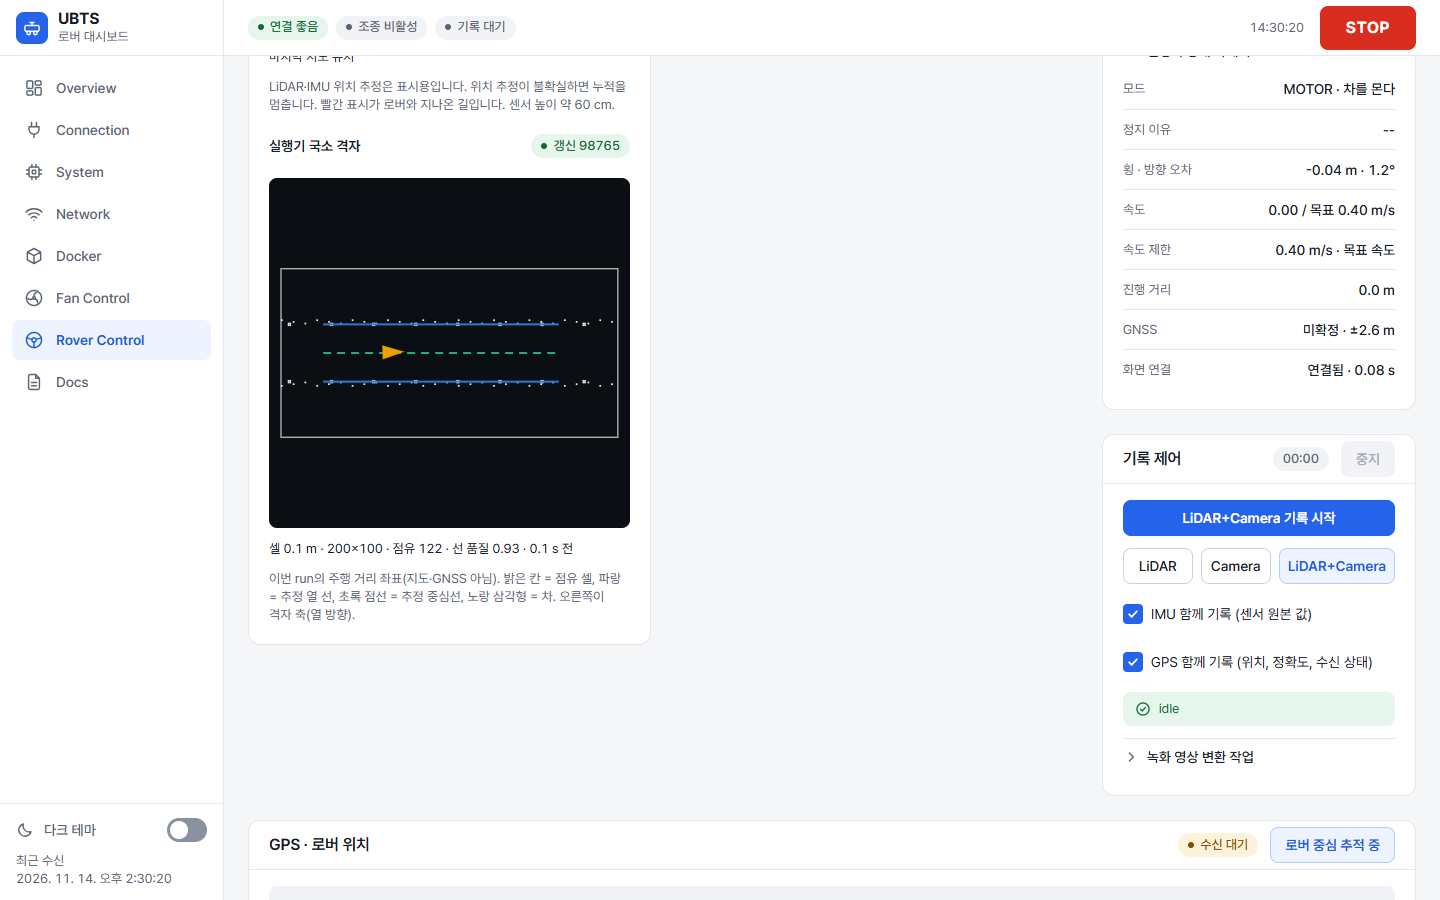 UBTS
로버 대시보드
Overview
Connection
System
Network
Docker
Fan Control
Rover Control
Docs
다크 테마
최근 수신
2026. 11. 14. 오후 2:30:20
연결 좋음
조종 비활성
기록 대기
14:30:20
STOP
LiDAR·IMU 위치 추정은 표시용입니다. 위치 추정이 불확실하면 누적을
멈춥니다. 빨간 표시가 로버와 지나온 길입니다. 센서 높이 약 60 cm.
실행기 국소 격자
갱신 98765
셀 0.1 m · 200×100 · 점유 122 · 선 품질 0.93 · 0.1 s 전
이번 run의 주행 거리 좌표(지도·GNSS 아님). 밝은 칸 = 점유 셀, 파랑
= 추정 열 선, 초록 점선 = 추정 중심선, 노랑 삼각형 = 차. 오른쪽이
격자 축(열 방향).
모드
MOTOR · 차를 몬다
정지 이유
--
횡 · 방향 오차
-0.04 m · 1.2°
속도
0.00 / 목표 0.40 m/s
속도 제한
0.40 m/s · 목표 속도
진행 거리
0.0 m
GNSS
미확정 · ±2.6 m
화면 연결
연결됨 · 0.08 s
기록 제어
00:00
중지
LiDAR+Camera 기록 시작
LiDAR
Camera
LiDAR+Camera
IMU 함께 기록 (센서 원본 값)
GPS 함께 기록 (위치, 정확도, 수신 상태)
idle
녹화 영상 변환 작업
GPS · 로버 위치
수신 대기
로버 중심 추적 중